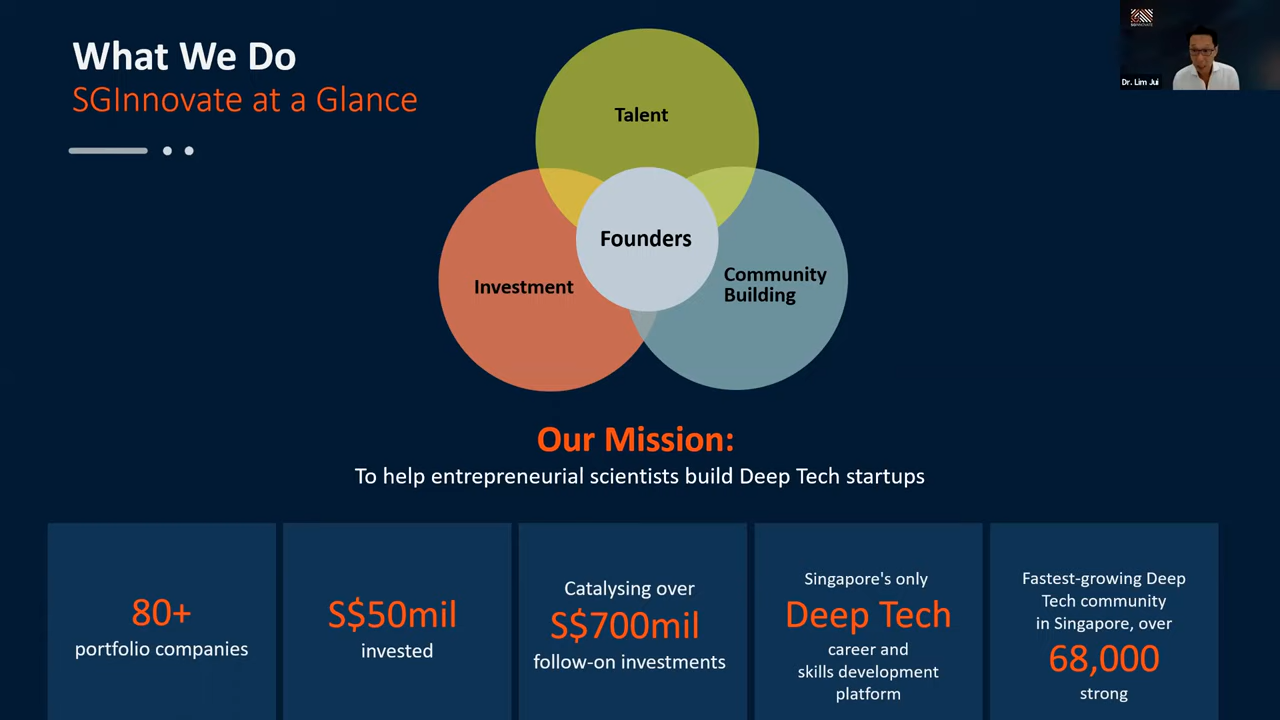 What We Do
SGInnovate at a Glance
Talent
Founders
Investment
Community
Building
Dr. Lim Jui
Our Mission:
To help entrepreneurial scientists build Deep Tech startups
80+
portfolio companies
S$50mil
invested
Catalysing over
S$700mil
follow-on investments
Singapore's only
Deep Tech
career and
skills development
platform
Fastest-growing Deep
Tech community
in Singapore, over
68,000
strong